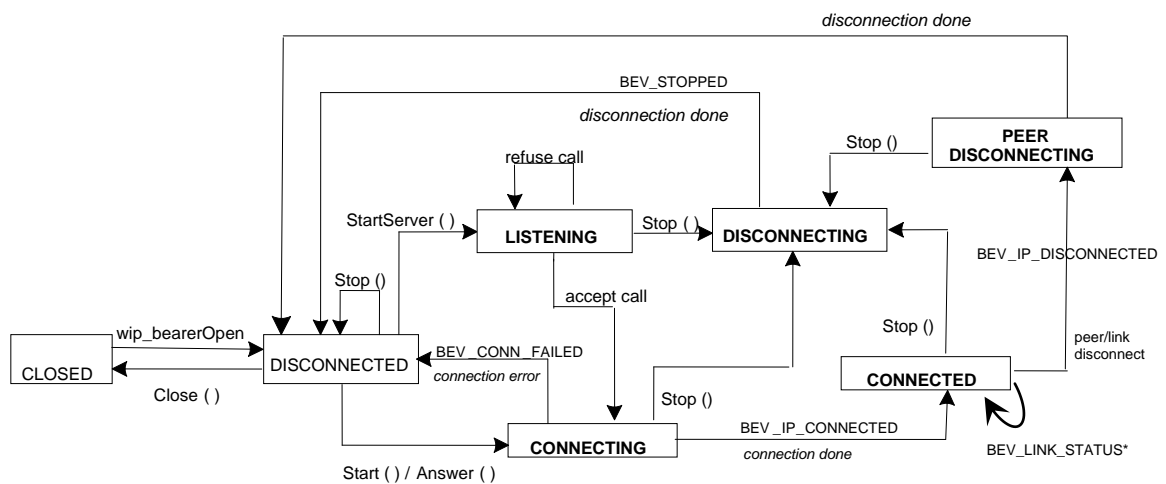 disconnection done
BEV_STOPPED
disconnection done
PEER
DISCONNECTING
Stop ()
refuse call
StartServer ( )
LISTENING
Stop ( )
DISCONNECTING
BEV_IP_DISCONNECTED
Stop ()
accept call
Stop ()
peer/link
disconnect
wip_bearerOpen
CLOSED
DISCONNECTED
BEV_CONN_FAILED
connection error
CONNECTED
Close ( )
Stop ()
BEV_IP_CONNECTED
connection done
CONNECTING
BEV_LINK_STATUS*
Start ( ) / Answer ( )